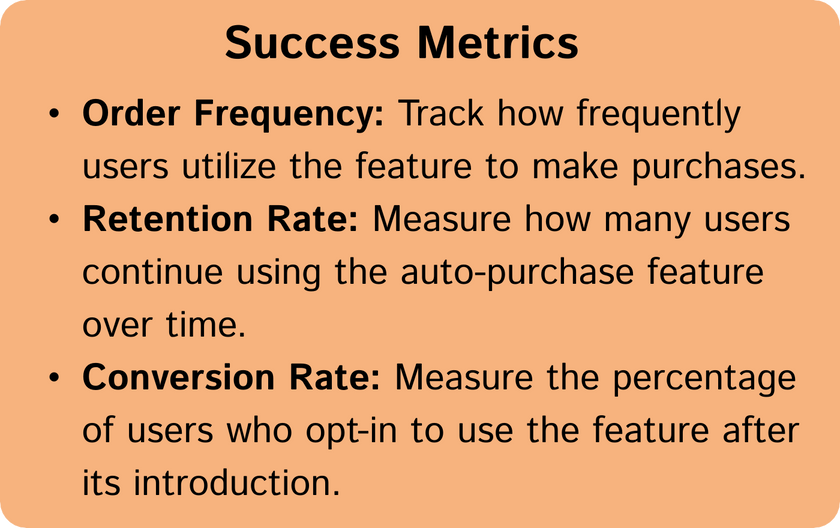 Success Metrics
• Order Frequency: Track how frequently
users utilize the feature to make purchases.
• Retention Rate: Measure how many users
continue using the auto-purchase feature
over time.
• Conversion Rate: Measure the percentage
of users who opt-in to use the feature after
its introduction.